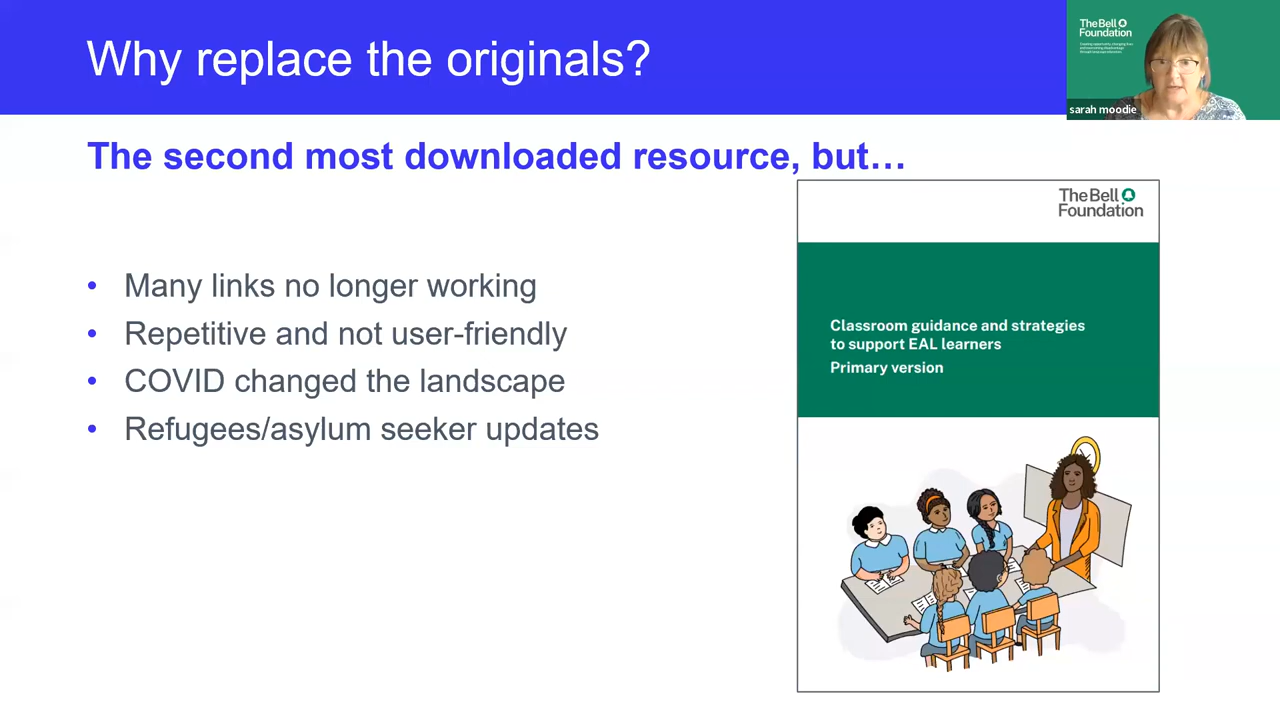 Why replace the originals?
The Bell
Foundation
sarah moodie
The second most downloaded resource, but…
• Many links no longer working
• Repetitive and not user-friendly
• COVID changed the landscape
• Refugees/asylum seeker updates
The Bell
Foundation
Classroom guidance and strategies
to support EAL learners
Primary version